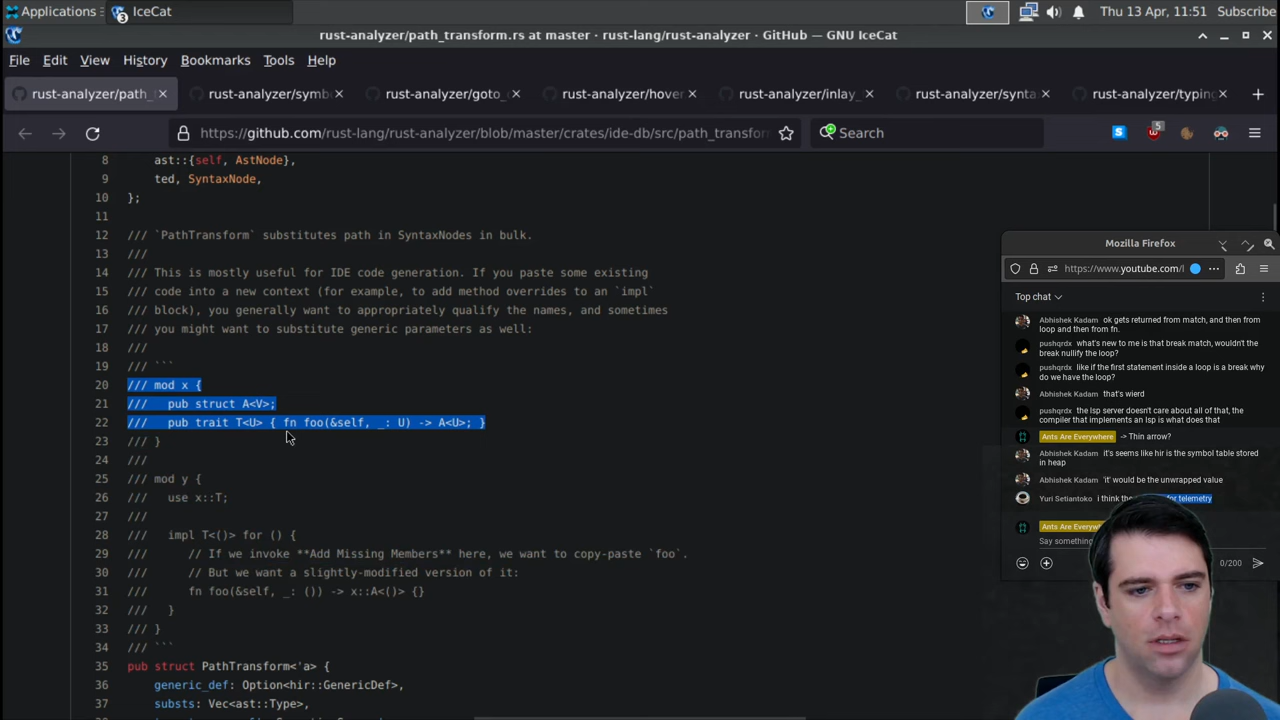 Applications
IceCat
3
Thu 13 Apr, 11:51 Subscribe
rust-analyzer/path_transform.rs at master · rust-lang/rust-analyzer · GitHub — GNU IceCat
File Edit View History Bookmarks Tools Help
rust-analyzer/path_t
rust-analyzer/symb
rust-analyzer/goto_
rust-analyzer/hover
rust-analyzer/inlay_
rust-analyzer/synta
rust-analyzer/typing
https://github.com/rust-lang/rust-analyzer/blob/master/crates/ide-db/src/path_transfor
Search
5
8 ast::{self, AstNode},
9 ted, SyntaxNode,
10 };
11
12 /// `PathTransform` substitutes path in SyntaxNodes in bulk.
13 ///
14 /// This is mostly useful for IDE code generation. If you paste some existing
15 /// code into a new context (for example, to add method overrides to an `impl`
16 /// block), you generally want to appropriately qualify the names, and sometimes
17 /// you might want to substitute generic parameters as well:
18 ///
19 /// ```
20 /// mod x {
21 /// pub struct A<V>;
22 /// pub trait T<U> { fn foo(&self, _: U) -> A<U>; }
23 /// }
24 ///
25 /// mod y {
26 /// use x::T;
27 ///
28 /// impl T<()> for () {
29 /// // If we invoke **Add Missing Members** here, we want to copy-paste `foo`.
30 /// // But we want a slightly-modified version of it:
31 /// fn foo(&self, _: ()) -> x::A<()> {}
32 /// }
33 /// }
34 /// ```
35 pub struct PathTransform<'a> {
36 generic_def: Option<hir::GenericDef>,
37 substs: Vec<ast::Type>,
Mozilla Firefox
https://www.youtube.com/l
Top chat
Abhishek Kadam ok gets returned from match, and then from
loop and then from fn.
pushqrdx what's new to me is that break match, wouldn't the
break nullify the loop?
pushqrdx like if the first statement inside a loop is a break why
do we have the loop?
Abhishek Kadam that's wierd
pushqrdx the lsp server doesn't care about all of that, the
compiler that implements an lsp is what does that
Ants Are Everywhere -> Thin arrow?
Abhishek Kadam it's seems like hir is the symbol table stored
in heap
Abhishek Kadam 'it' would be the unwrapped value
Yuri Setiantoko i think the for telemetry
Ants Are Everywhere
Say something
0/200